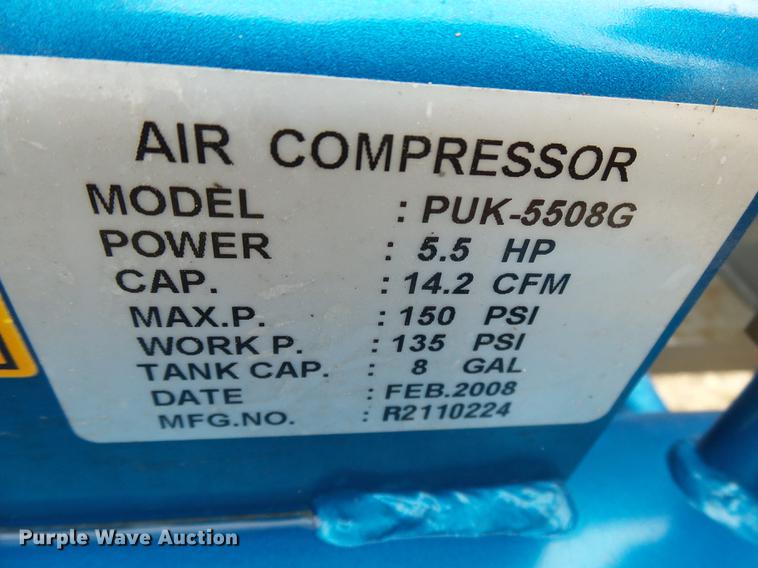 AIR COMPRESSOR
MODEL : PUK-5508G
POWER : 5.5 HP
CAP. : 14.2 CFM
MAX.P. : 150 PSI
WORK P. : 135 PSI
TANK CAP. : 8 GAL
DATE : FEB.2008
MFG.NO. : R2110224
Purple Wave Auction